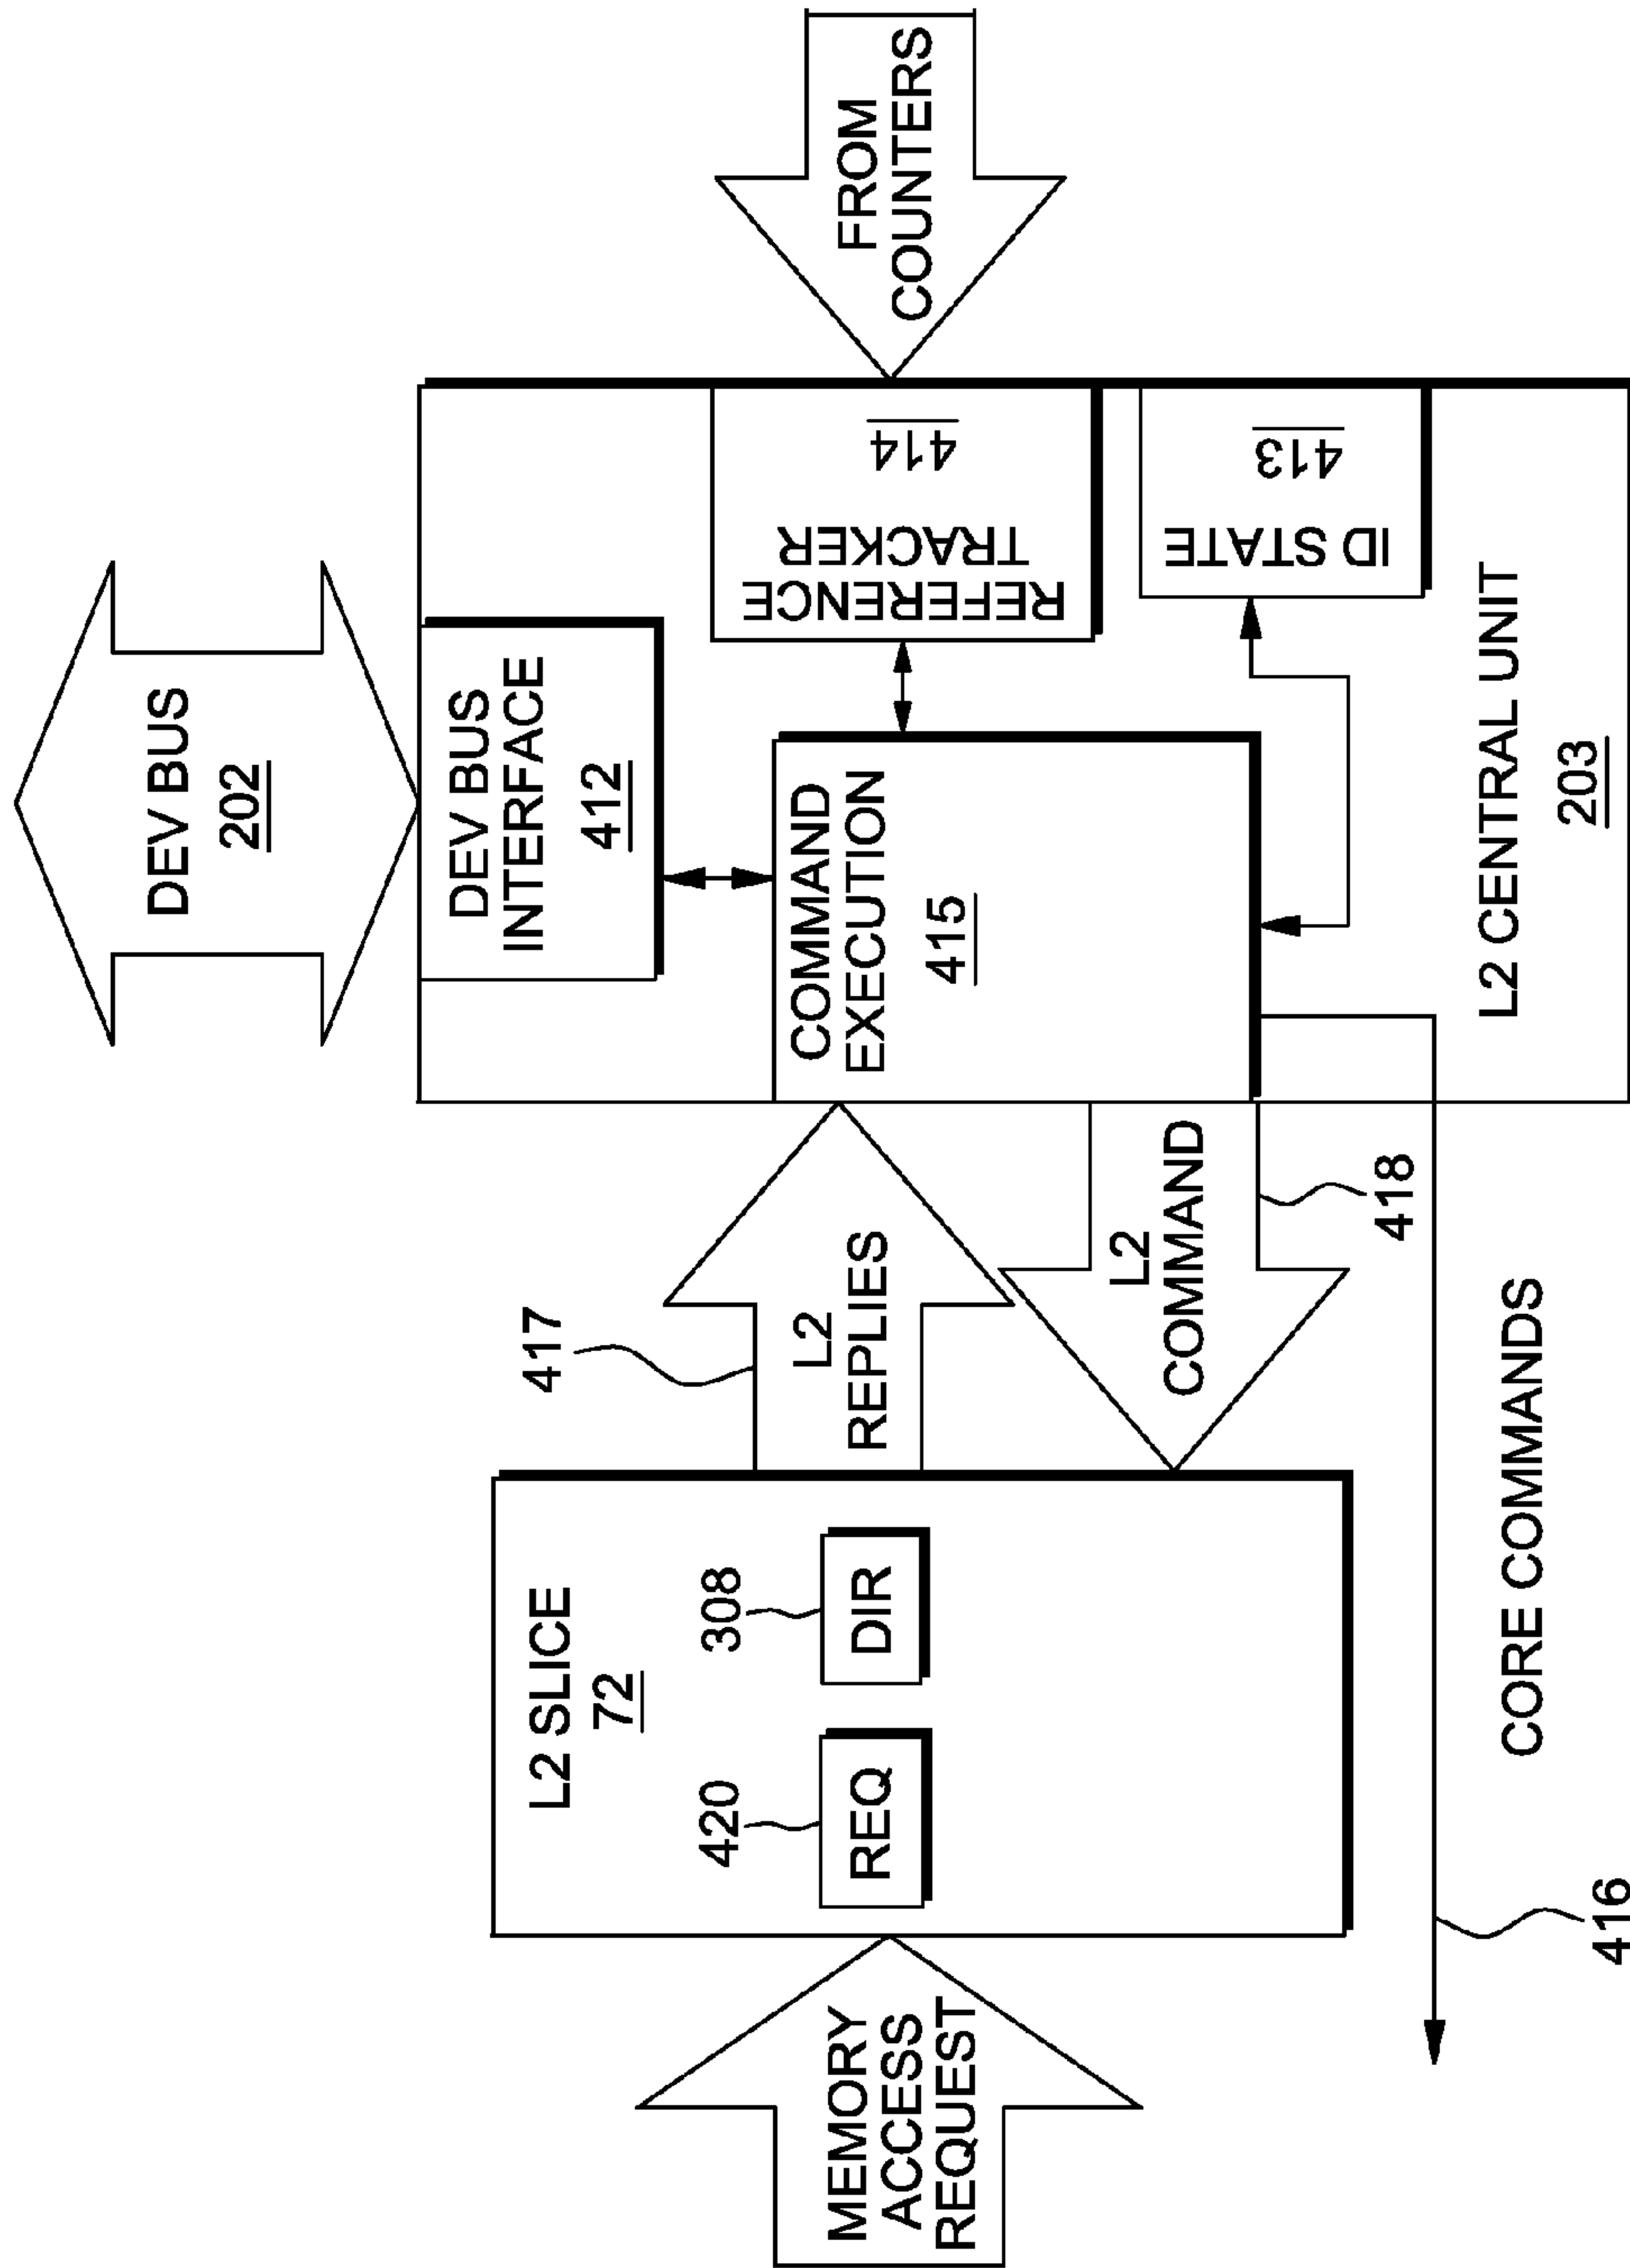 DEV BUS
202
DEV BUS
INTERFACE
412
COMMAND
EXECUTION
415
REFERENCE
TRACKER
414
ID STATE
413
L2 CENTRAL UNIT
203
FROM
COUNTERS
417
L2
REPLIES
L2
COMMAND
418
L2 SLICE
72
420
REQ
308
DIR
MEMORY
ACCESS
REQUEST
CORE COMMANDS
416